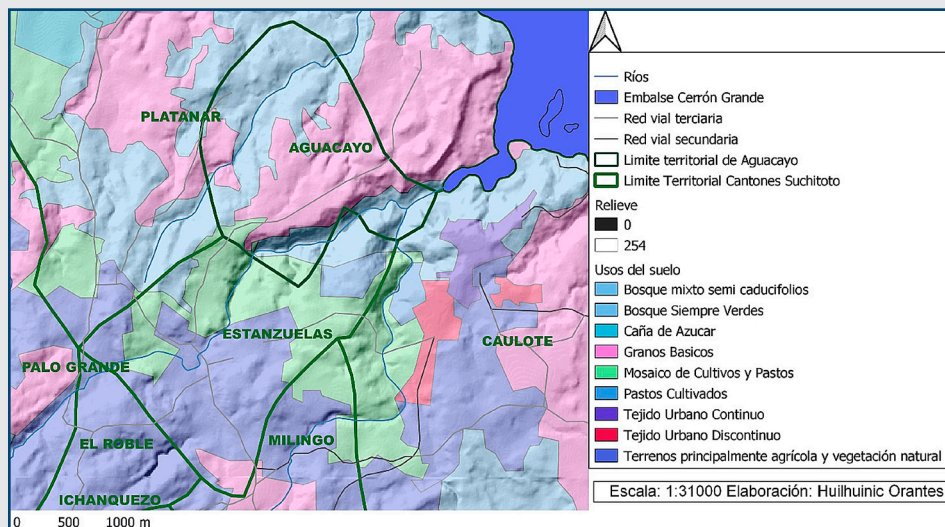 PLATANAR
AGUACAYO
ESTANZUELAS
CAULOTE
PALO GRANDE
EL ROBLE
MILINGO
ICHANQUEZO
0 500 1000 m
Ríos
Embalse Cerrón Grande
Red vial terciaria
Red vial secundaria
Limite territorial de Aguacayo
Limite Territorial Cantones Suchitoto
Relieve
0
254
Usos del suelo
Bosque mixto semi caducifolios
Bosque Siempre Verdes
Caña de Azucar
Granos Basicos
Mosaico de Cultivos y Pastos
Pastos Cultivados
Tejido Urbano Continuo
Tejido Urbano Discontinuo
Terrenos principalmente agrícola y vegetación natural
Escala: 1:31000 Elaboración: Huilhuinic Orantes